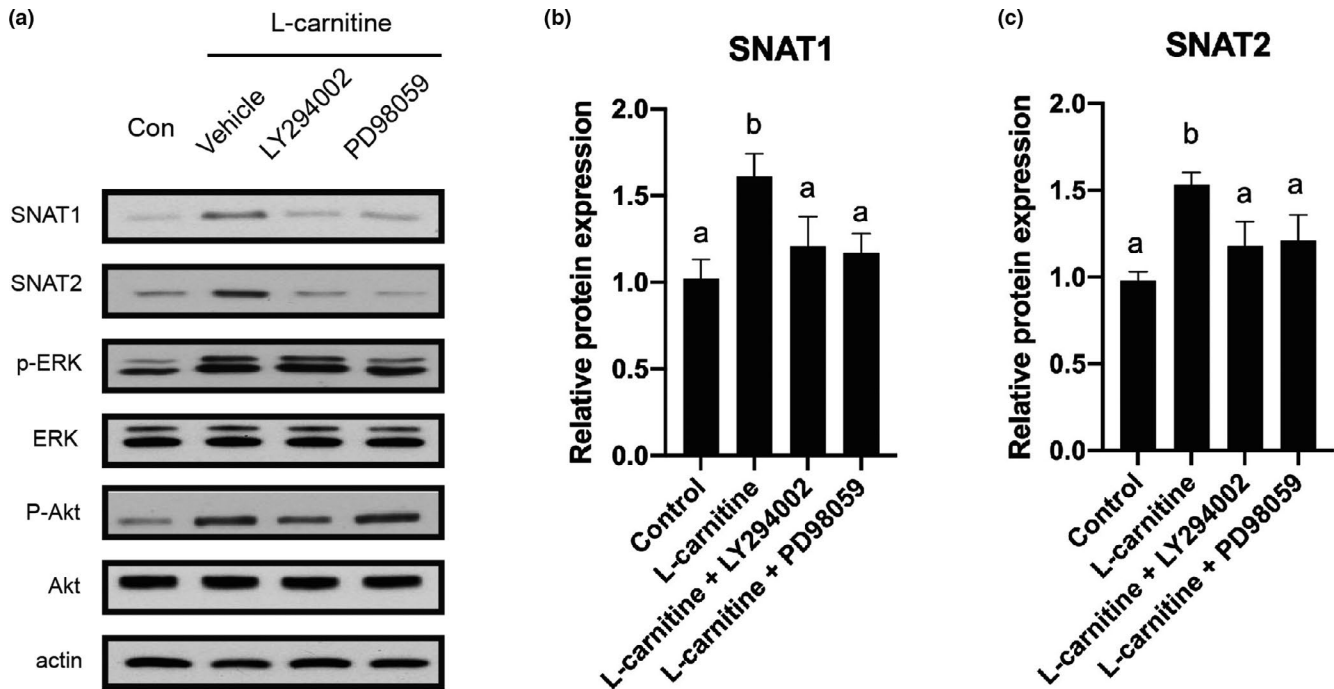 (a)
L-carnitine
Con
Vehicle
LY294002
PD98059
SNAT1
SNAT2
p-ERK
ERK
P-Akt
Akt
actin
(b)
SNAT1
Relative protein expression
2.0
1.5
1.0
0.5
0.0
a
b
a
a
Control
L-carnitine
L-carnitine + LY294002
L-carnitine + PD98059
(c)
SNAT2
Relative protein expression
2.0
1.5
1.0
0.5
0.0
a
b
a
a
Control
L-carnitine
L-carnitine + LY294002
L-carnitine + PD98059